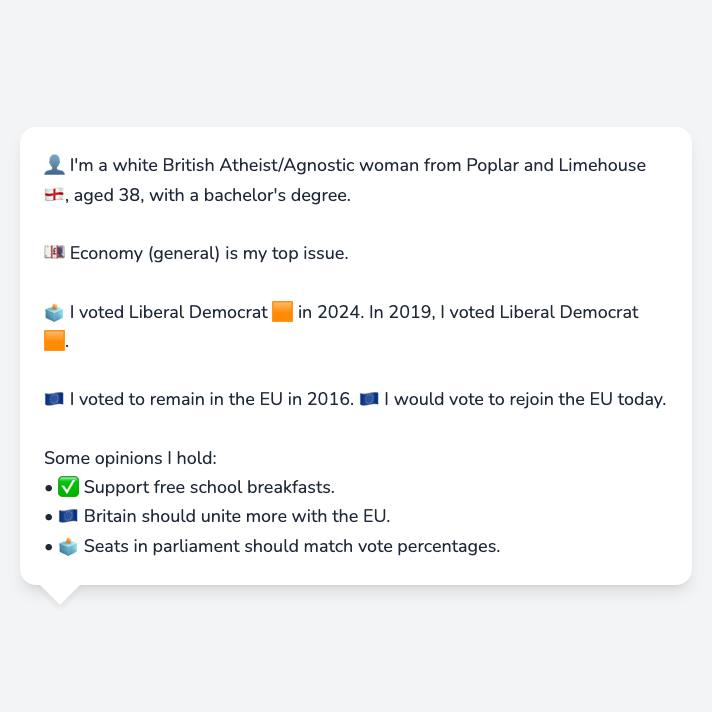 👤 I'm a white British Atheist/Agnostic woman from Poplar and Limehouse
🏴󠁧󠁢󠁥󠁮󠁧󠁿, aged 38, with a bachelor's degree.
💷 Economy (general) is my top issue.
🗳️ I voted Liberal Democrat 🟧 in 2024. In 2019, I voted Liberal Democrat
🟧.
🇪🇺 I voted to remain in the EU in 2016. 🇪🇺 I would vote to rejoin the EU today.
Some opinions I hold:
• ✅ Support free school breakfasts.
• 🇪🇺 Britain should unite more with the EU.
• 🗳️ Seats in parliament should match vote percentages.